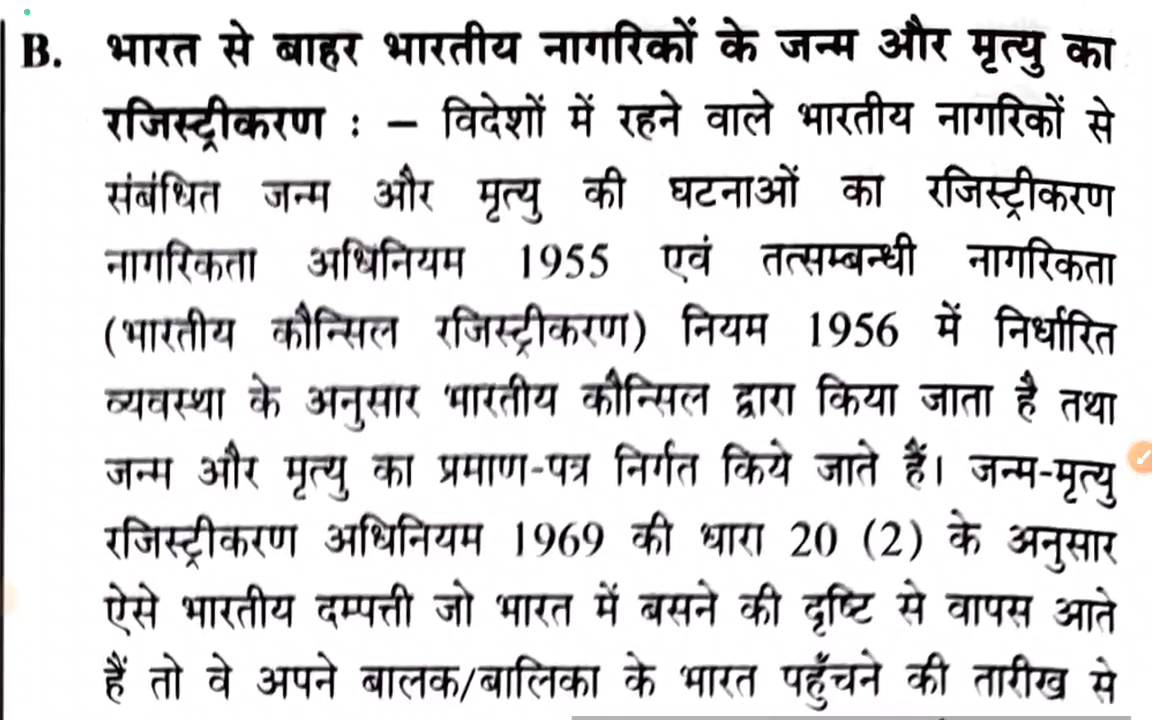 B. भारत से बाहर भारतीय नागरिकों के जन्म और मृत्यु का
रजिस्ट्रीकरण : – विदेशों में रहने वाले भारतीय नागरिकों से
संबंधित जन्म और मृत्यु की घटनाओं का रजिस्ट्रीकरण
नागरिकता अधिनियम 1955 एवं तत्सम्बन्धी नागरिकता
(भारतीय कौन्सिल रजिस्ट्रीकरण) नियम 1956 में निर्धारित
व्यवस्था के अनुसार भारतीय कौन्सिल द्वारा किया जाता है तथा
जन्म और मृत्यु का प्रमाण-पत्र निर्गत किये जाते हैं। जन्म-मृत्यु
रजिस्ट्रीकरण अधिनियम 1969 की धारा 20 (2) के अनुसार
ऐसे भारतीय दम्पत्ती जो भारत में बसने की दृष्टि से वापस आते
हैं तो वे अपने बालक/बालिका के भारत पहुँचने की तारीख से